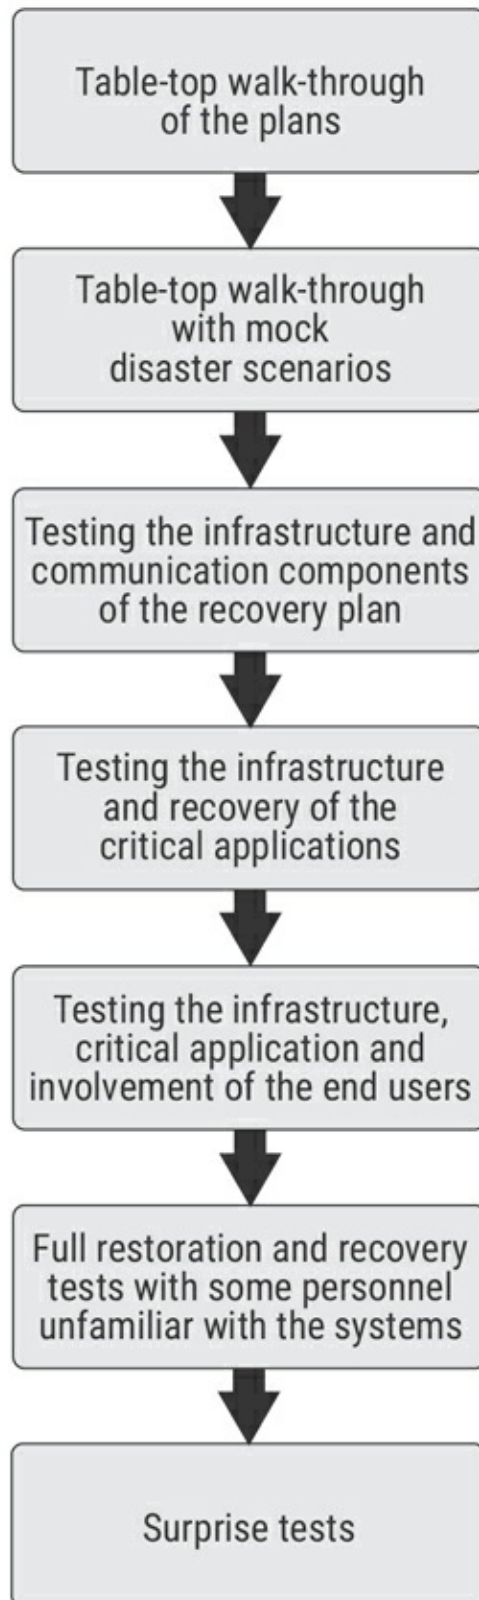 Table-top walk-through
of the plans
Table-top walk-through
with mock
disaster scenarios
Testing the infrastructure and
communication components
of the recovery plan
Testing the infrastructure
and recovery of the
critical applications
Testing the infrastructure,
critical application and
involvement of the end users
Full restoration and recovery
tests with some personnel
unfamiliar with the systems
Surprise tests